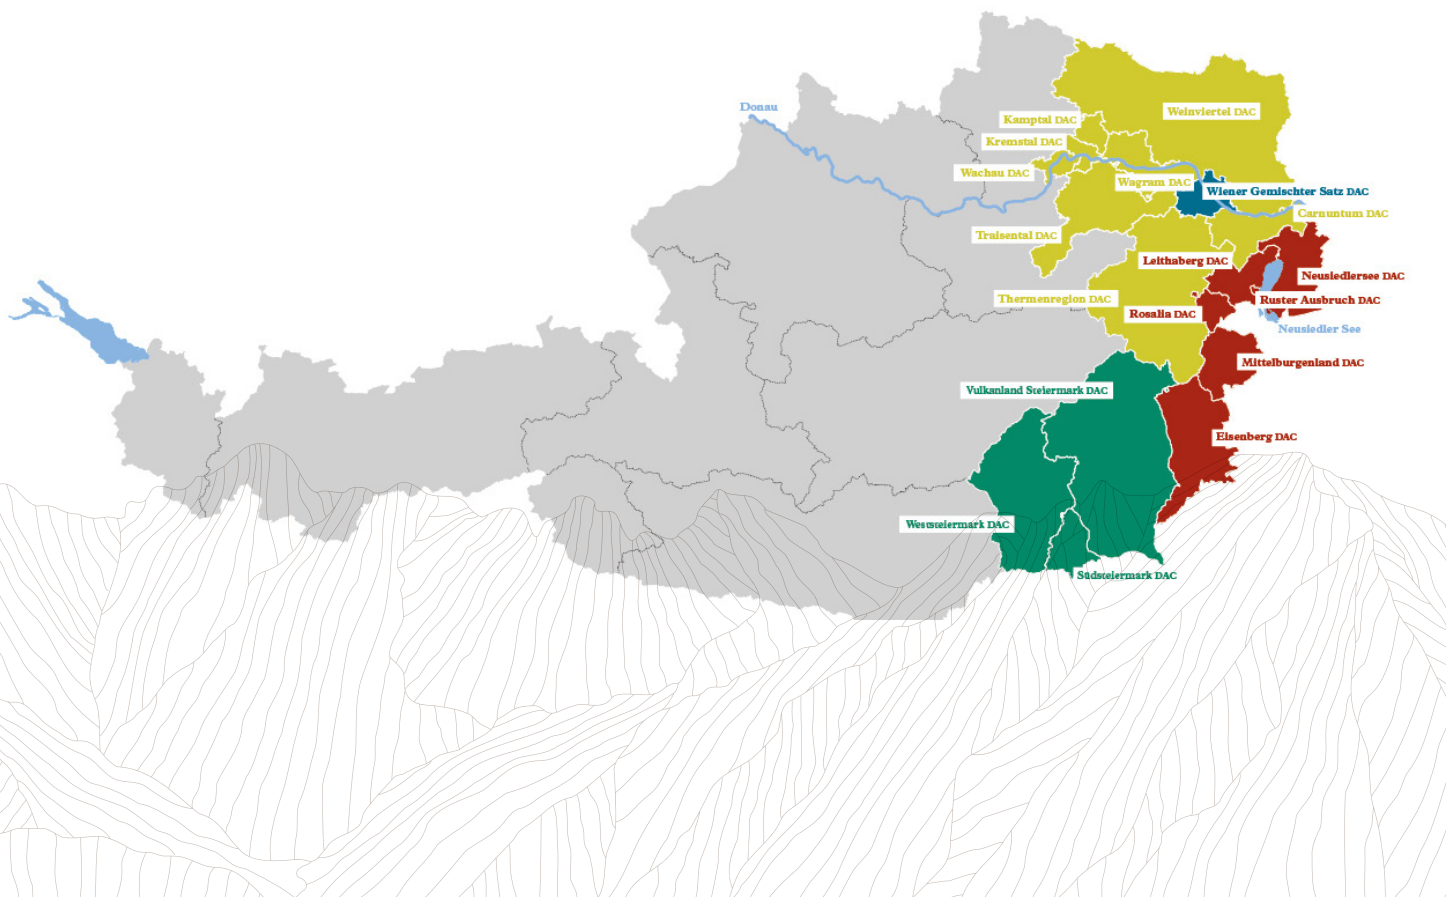 Donau
Weinviertel DAC
Kamptal DAC
Kremstal DAC
Wachau DAC
Wagram DAC
Wiener Gemischter Satz DAC
Carnuntum DAC
Traisental DAC
Leithaberg DAC
Neusiedlersee DAC
Thermenregion DAC
Ruster Ausbruch DAC
Rosalia DAC
Neusiedler See
Mittelburgenland DAC
Vulkanland Steiermark DAC
Eisenberg DAC
Weststeiermark DAC
Südsteiermark DAC